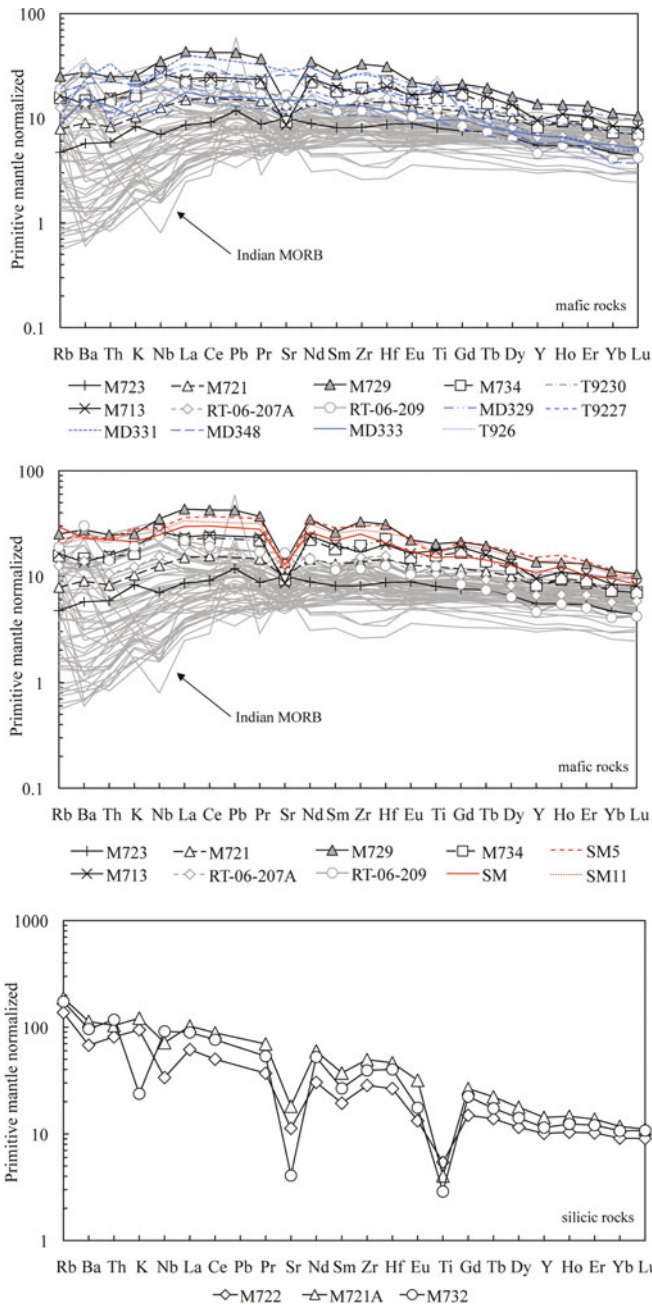 100
10
1
0.1
Primitive mantle normalized
Indian MORB
mafic rocks
Rb Ba Th K Nb La Ce Pb Pr Sr Nd Sm Zr Hf Eu Ti Gd Tb Dy Y Ho Er Yb Lu
M723 M721 M729 M734 T9230
M713 RT-06-207A RT-06-209 MD329 T9227
MD331 MD348 MD333 T926
100
10
1
0.1
Primitive mantle normalized
Indian MORB
mafic rocks
Rb Ba Th K Nb La Ce Pb Pr Sr Nd Sm Zr Hf Eu Ti Gd Tb Dy Y Ho Er Yb Lu
M723 M721 M729 M734 SM5
M713 RT-06-207A RT-06-209 SM SM11
1000
100
10
1
Primitive mantle normalized
silicic rocks
Rb Ba Th K Nb La Ce Pr Sr Nd Sm Zr Hf Eu Ti Gd Tb Dy Y Ho Er Yb Lu
M722 M721A M732